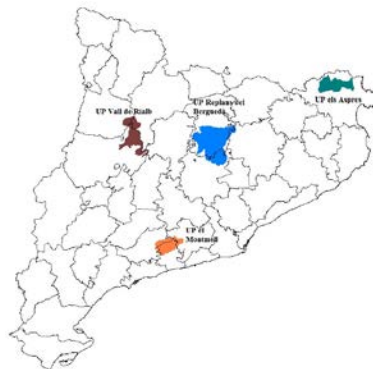 UP Vall de Rialb
UP Replans del
Berguedà
UP els Aspres
UP el
Montmell